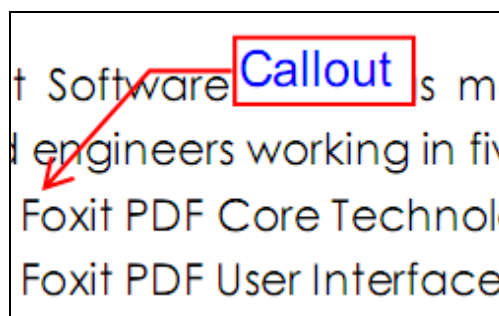 t Software Callout s m
d engineers working in fiv
Foxit PDF Core Technol
Foxit PDF User Interface